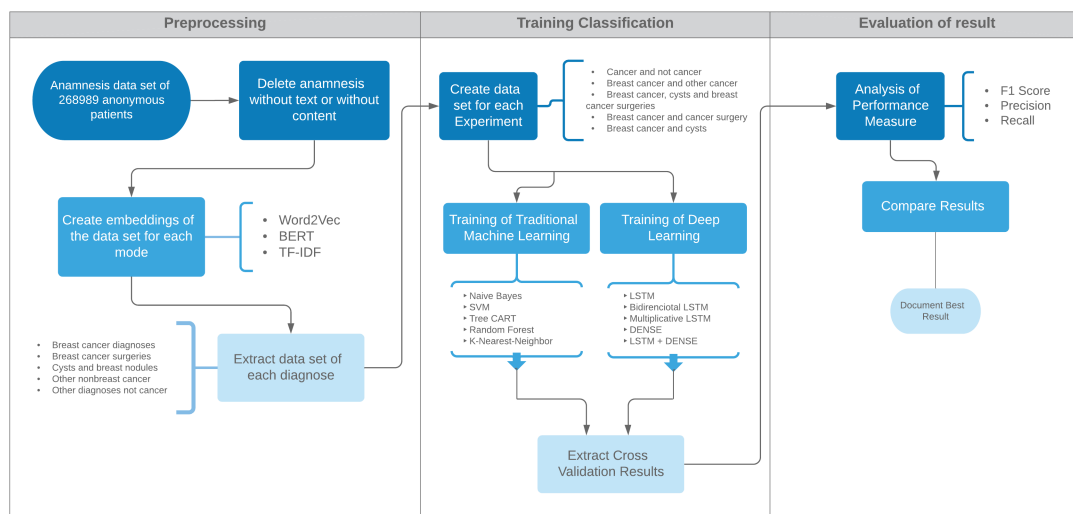 Preprocessing
Training Classification
Evaluation of result
Anamnesis data set of
268989 anonymous
patients
Delete anamnesis
without text or without
content
Create embeddings of
the data set for each
mode
• Word2Vec
• BERT
• TF-IDF
• Breast cancer diagnoses
• Breast cancer surgeries
• Cysts and breast nodules
• Other nonbreast cancer
• Other diagnoses not cancer
Extract data set of
each diagnose
Create data
set for each
Experiment
• Cancer and not cancer
• Breast cancer and other cancer
• Breast cancer, cysts and breast
cancer surgeries
• Breast cancer and cancer surgery
• Breast cancer and cysts
Training of Traditional
Machine Learning
Training of Deep
Learning
‣ Naive Bayes
‣ SVM
‣ Tree CART
‣ Random Forest
‣ K-Nearest-Neighbor
‣ LSTM
‣ Bidirenciotal LSTM
‣ Multiplicative LSTM
‣ DENSE
‣ LSTM + DENSE
Extract Cross
Validation Results
Analysis of
Performance
Measure
• F1 Score
• Precision
• Recall
Compare Results
Document Best
Result